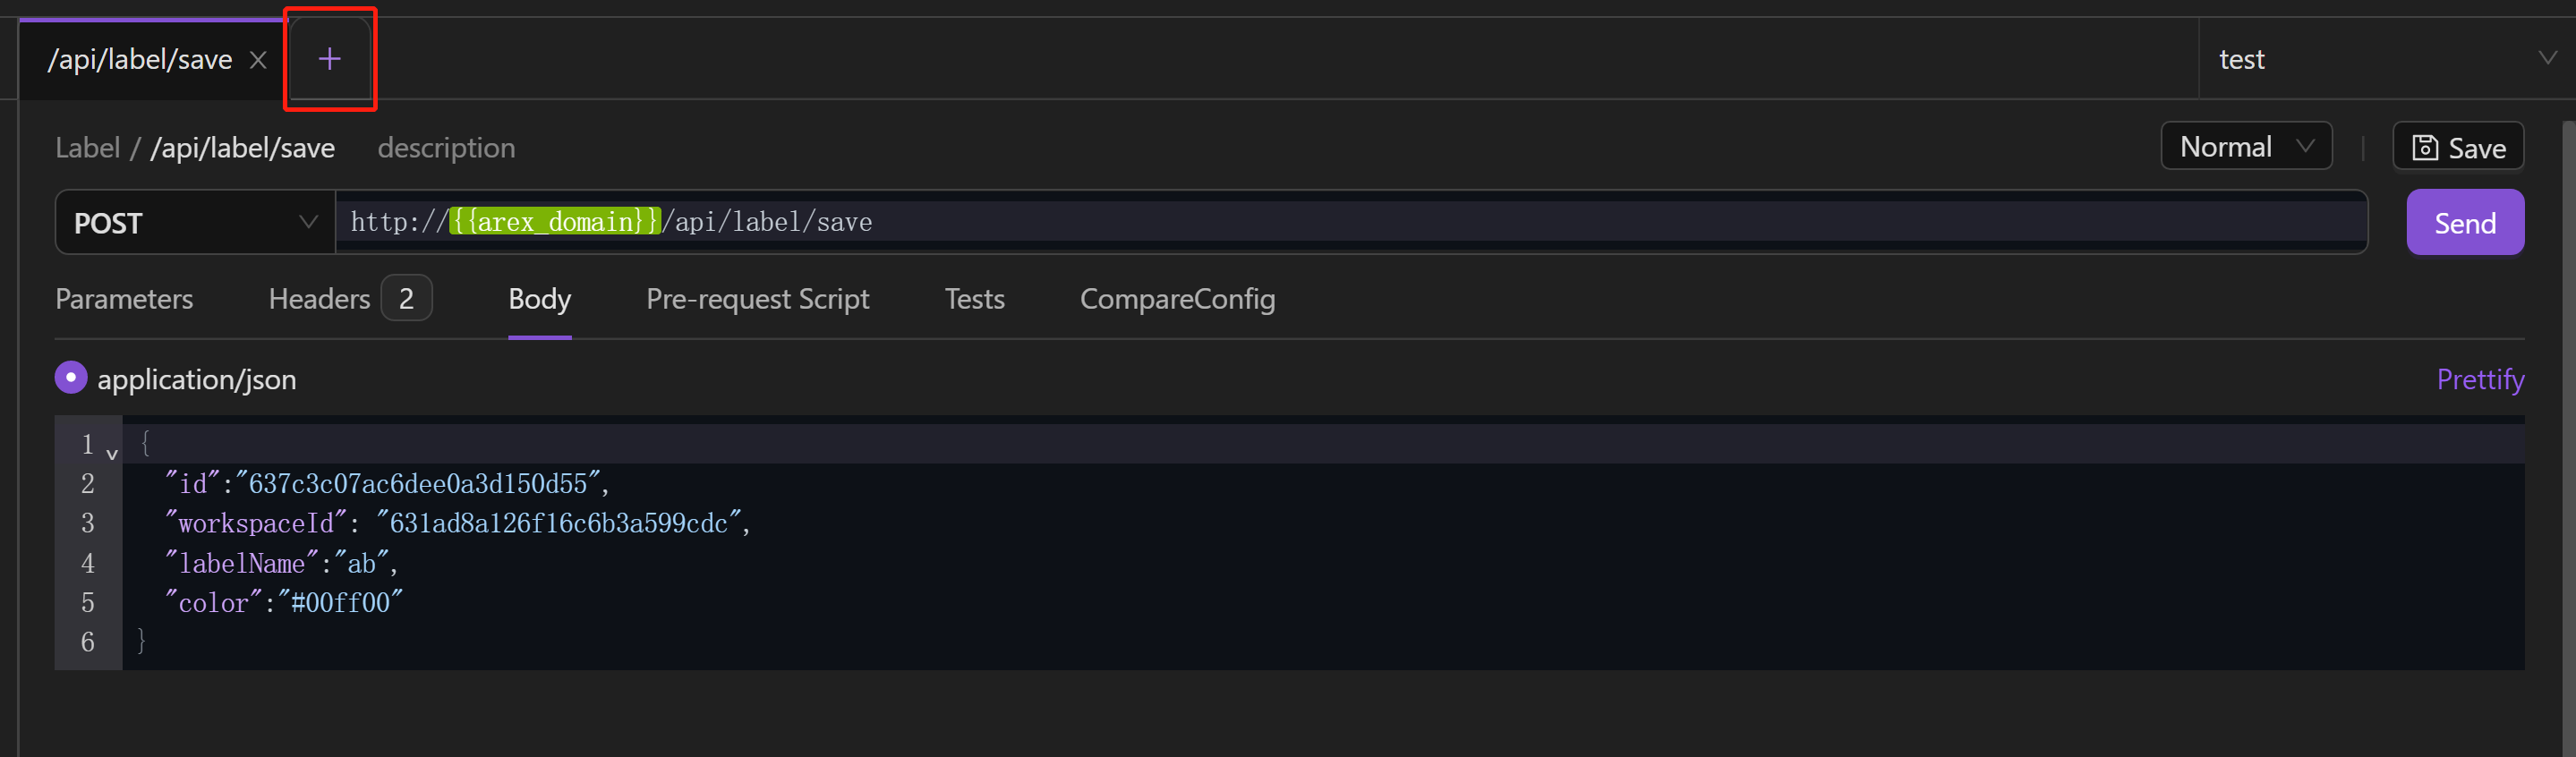 /api/label/save
test
Label / /api/label/save description Normal Save
POST http://{{arex_domain}}/api/label/save Send
Parameters Headers 2 Body Pre-request Script Tests CompareConfig
application/json Prettify
1 {
2 "id":"637c3c07ac6dee0a3d150d55",
3 "workspaceId": "631ad8a126f16c6b3a599cdc",
4 "labelName":"ab",
5 "color":"#00ff00"
6 }